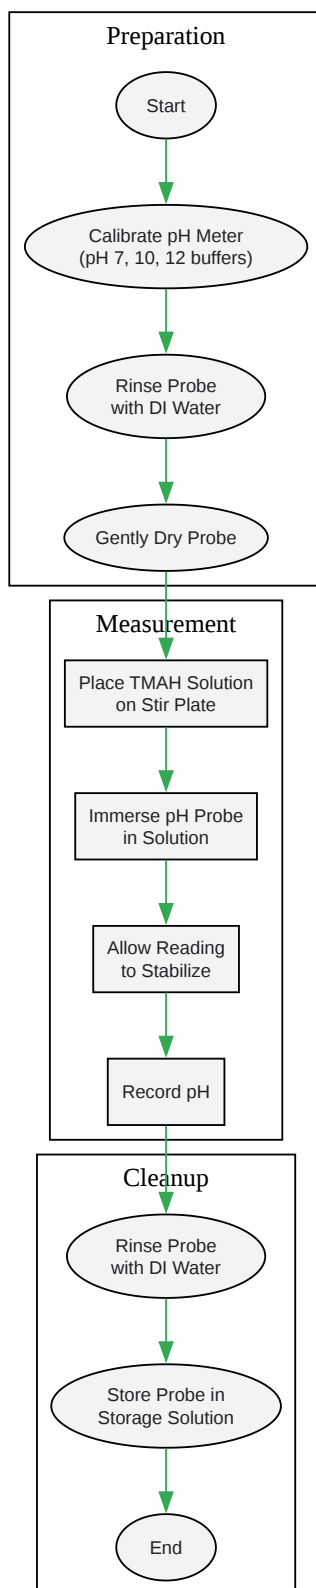 Preparation
Start
Calibrate pH Meter
(pH 7, 10, 12 buffers)
Rinse Probe
with DI Water
Gently Dry Probe
Measurement
Place TMAH Solution
on Stir Plate
Immerse pH Probe
in Solution
Allow Reading
to Stabilize
Record pH
Cleanup
Rinse Probe
with DI Water
Store Probe in
Storage Solution
End